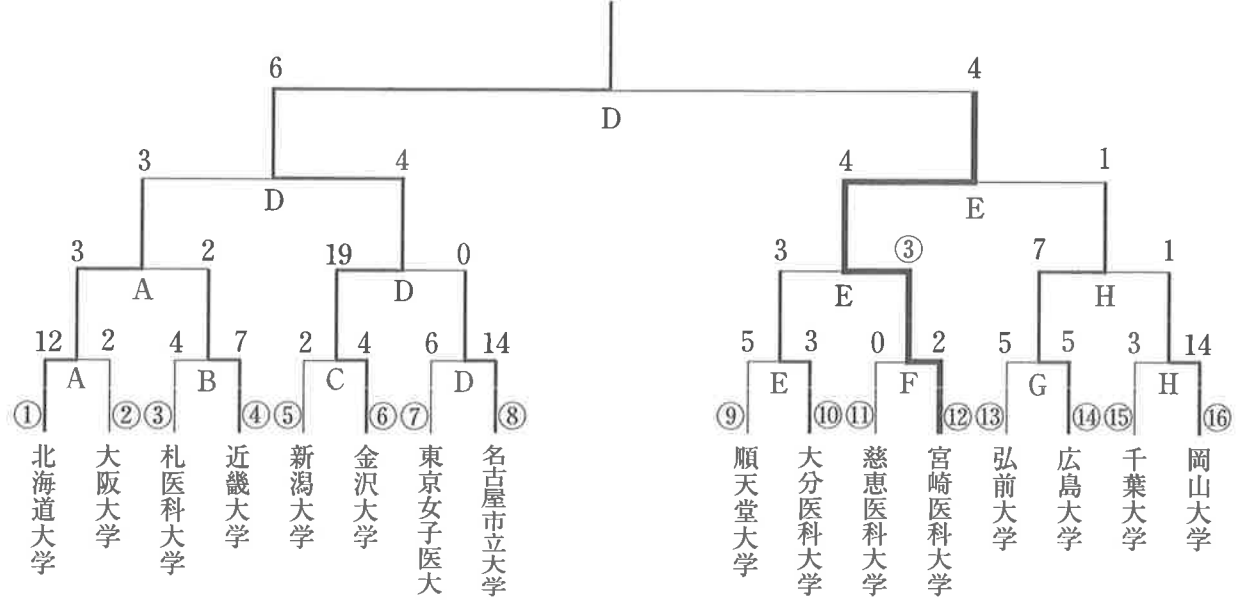 6 4
D
3 4 4 1
D E
3 2 19 0 3 ③ 7 1
A D E H
12 2 4 7 2 4 6 14 5 3 0 2 5 5 3 14
A B C D E F G H
① ② ③ ④ ⑤ ⑥ ⑦ ⑧ ⑨ ⑩ ⑪ ⑫ ⑬ ⑭ ⑮ ⑯
北海道大学
大阪大学
札医科大学
近畿大学
新潟大学
金沢大学
東京女子医大
名古屋市立大学
順天堂大学
大分医科大学
慈恵医科大学
宮崎医科大学
弘前大学
広島大学
千葉大学
岡山大学